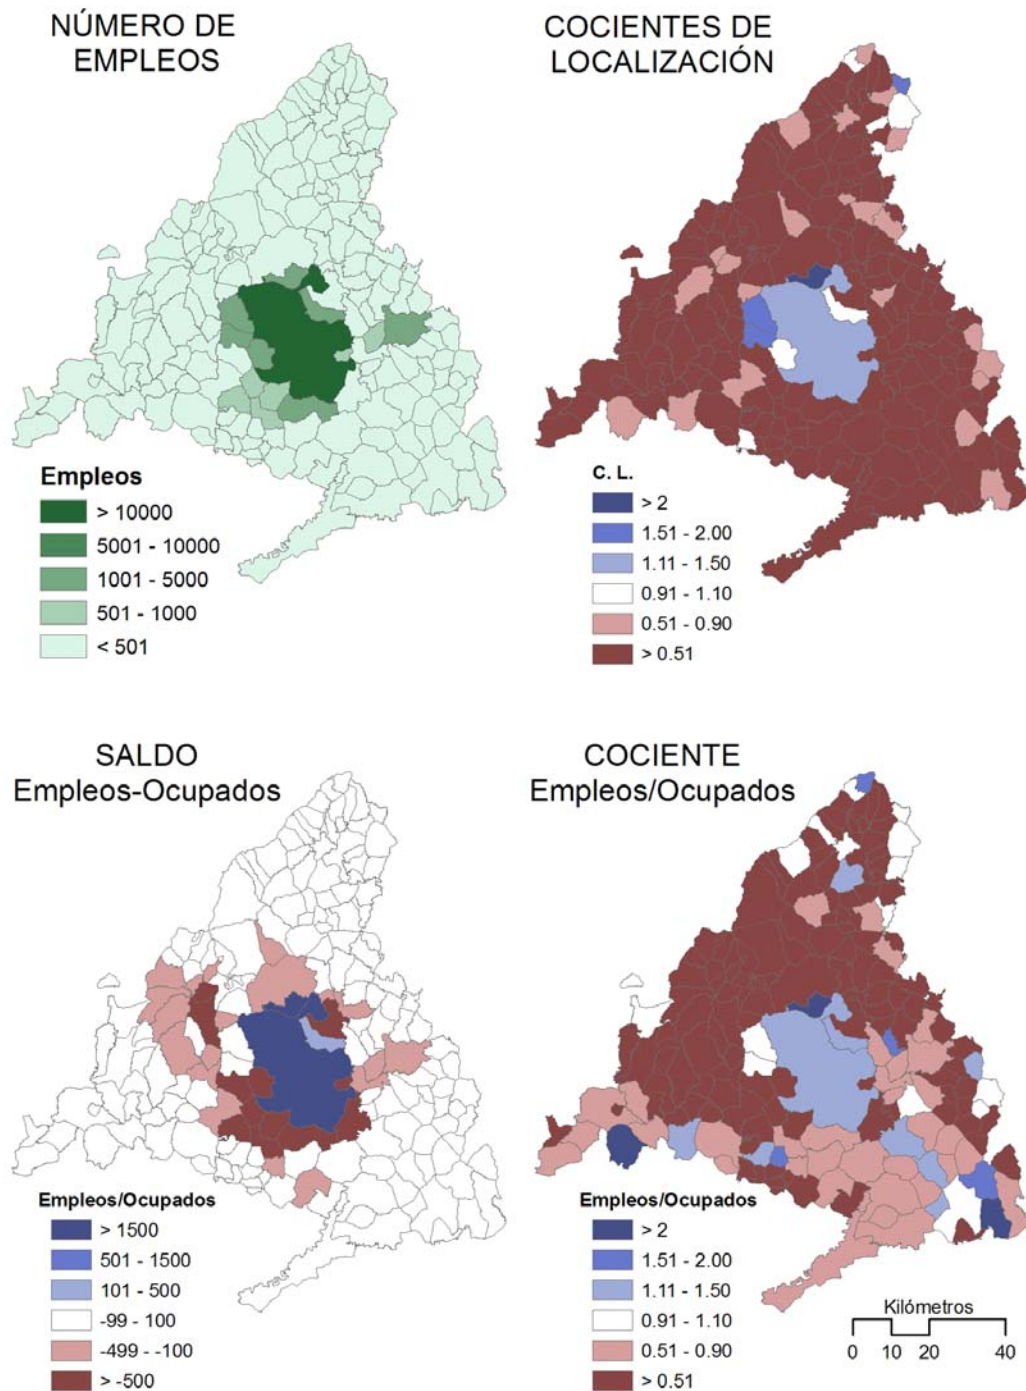 NÚMERO DE
EMPLEOS
COCIENTES DE
LOCALIZACIÓN
Empleos
> 10000
5001 - 10000
1001 - 5000
501 - 1000
< 501
C. L.
> 2
1.51 - 2.00
1.11 - 1.50
0.91 - 1.10
0.51 - 0.90
> 0.51
SALDO
Empleos-Ocupados
COCIENTE
Empleos/Ocupados
Empleos/Ocupados
> 1500
501 - 1500
101 - 500
-99 - 100
-499 - -100
> -500
Empleos/Ocupados
> 2
1.51 - 2.00
1.11 - 1.50
0.91 - 1.10
0.51 - 0.90
> 0.51
Kilómetros
0 10 20 40